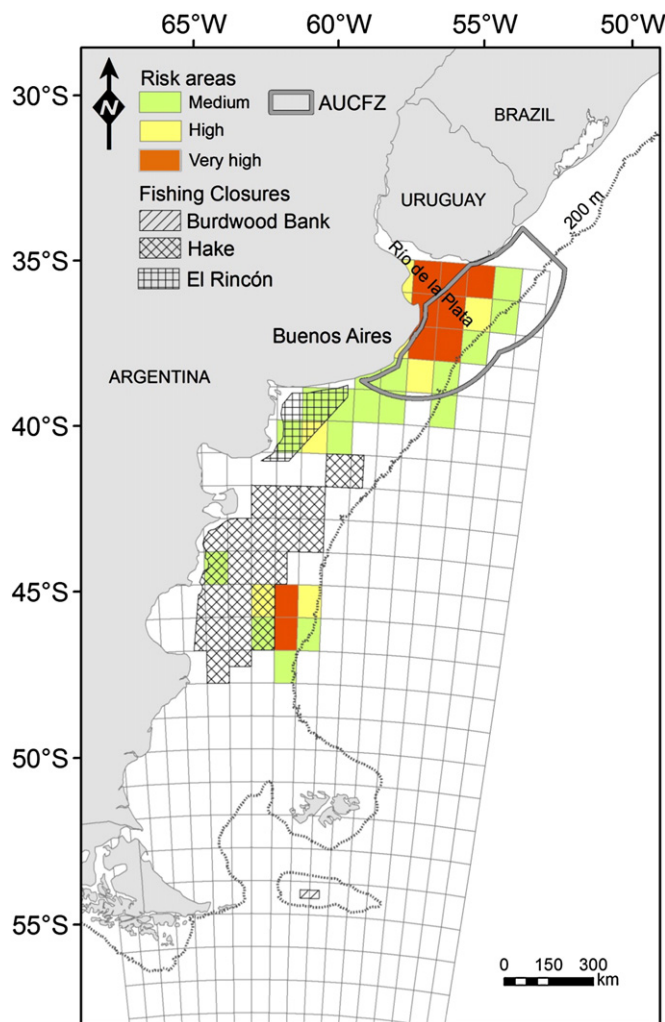 65°W
60°W
55°W
50°W
30°S
35°S
40°S
45°S
50°S
55°S
N
Risk areas
Medium
High
Very high
AUCFZ
Fishing Closures
Burdwood Bank
Hake
El Rincón
BRAZIL
URUGUAY
200 m
Río de la Plata
Buenos Aires
ARGENTINA
0 150 300
km